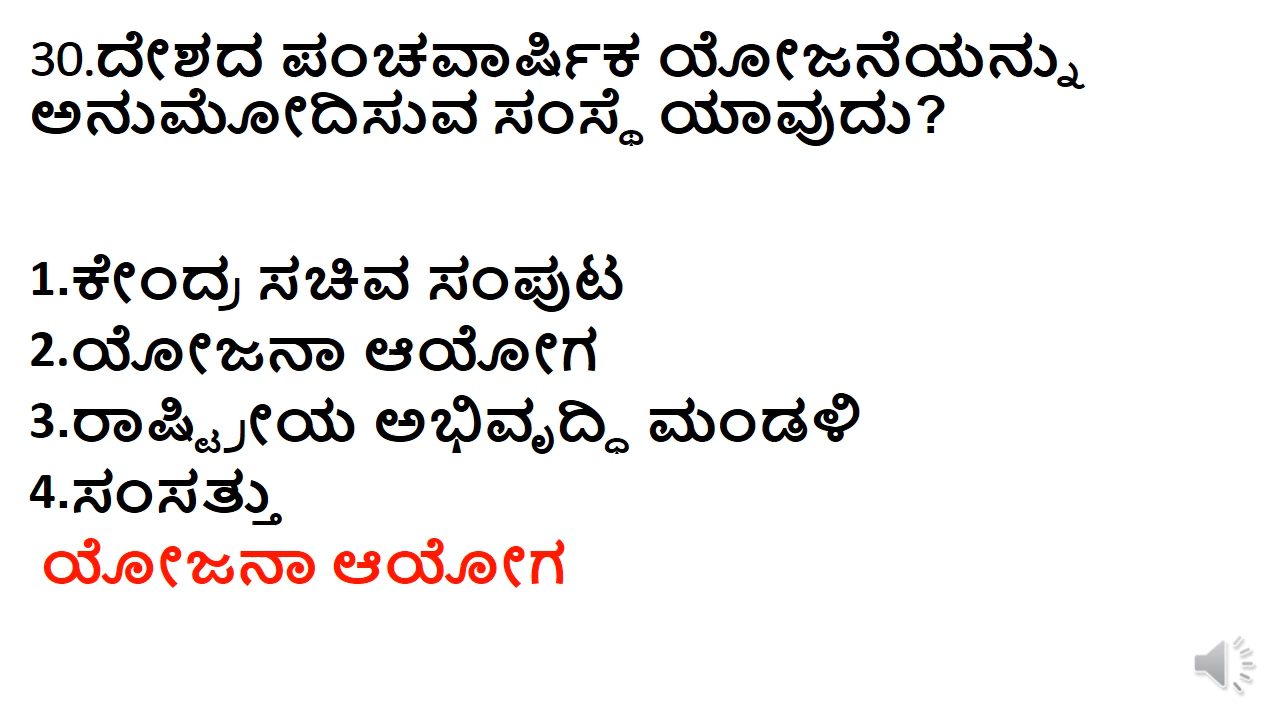 30.ದೇಶದ ಪಂಚವಾರ್ಷಿಕ ಯೋಜನೆಯನ್ನು
ಅನುಮೋದಿಸುವ ಸಂಸ್ಥೆ ಯಾವುದು?
1.ಕೇಂದ್ರ ಸಚಿವ ಸಂಪುಟ
2.ಯೋಜನಾ ಆಯೋಗ
3.ರಾಷ್ಟ್ರೀಯ ಅಭಿವೃದ್ಧಿ ಮಂಡಳಿ
4.ಸಂಸತ್ತು
ಯೋಜನಾ ಆಯೋಗ